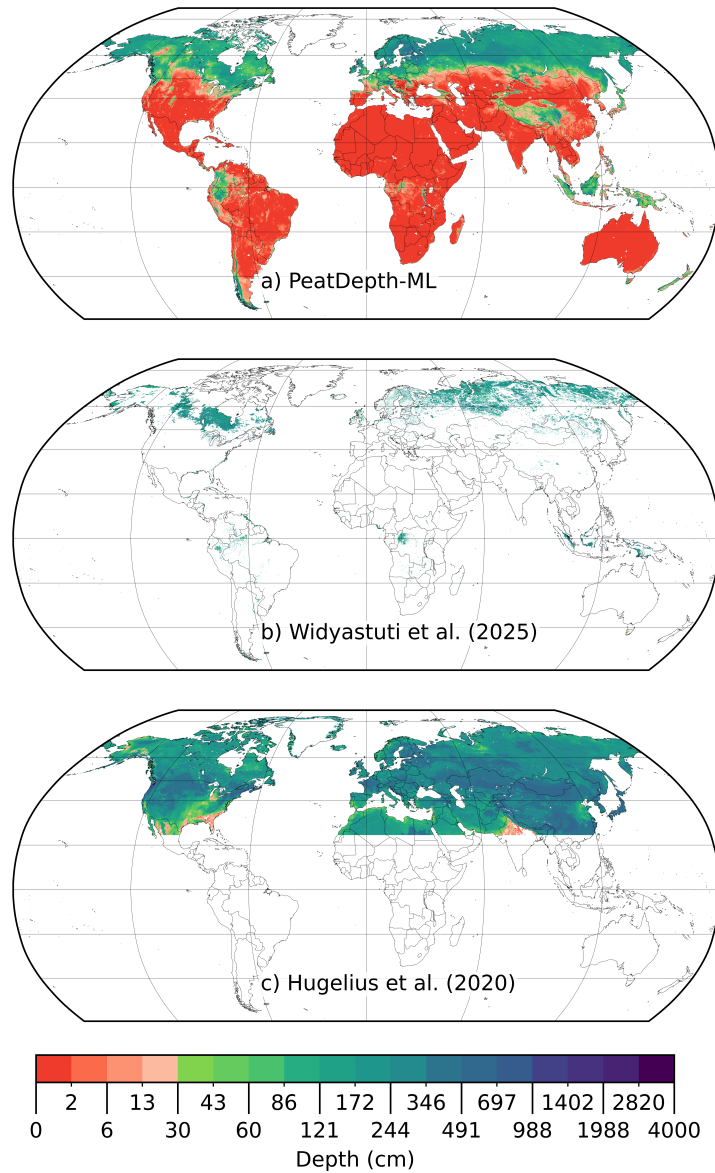 a) PeatDepth-ML
b) Widyastuti et al. (2025)
c) Hugelius et al. (2020)
2 13 43 86 172 346 697 1402 2820
0 6 30 60 121 244 491 988 1988 4000
Depth (cm)